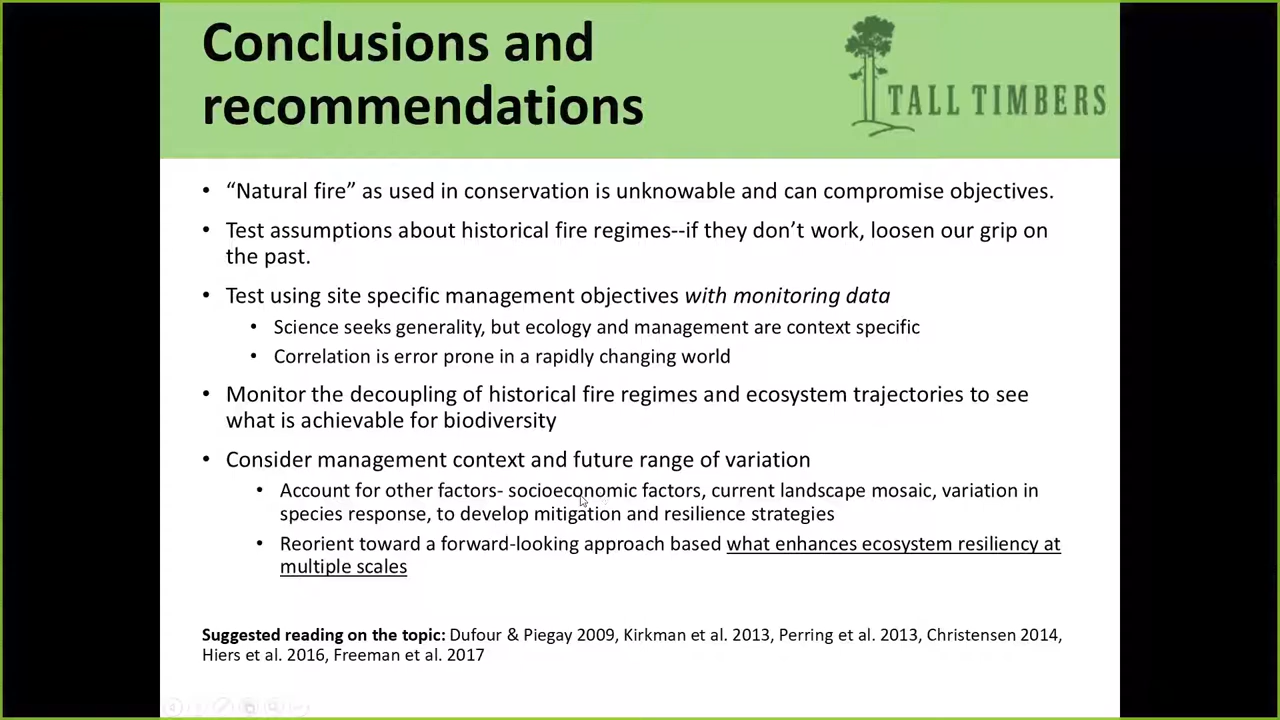 Conclusions and
recommendations
TALL TIMBERS
• “Natural fire” as used in conservation is unknowable and can compromise objectives.
• Test assumptions about historical fire regimes--if they don’t work, loosen our grip on
the past.
• Test using site specific management objectives with monitoring data
• Science seeks generality, but ecology and management are context specific
• Correlation is error prone in a rapidly changing world
• Monitor the decoupling of historical fire regimes and ecosystem trajectories to see
what is achievable for biodiversity
• Consider management context and future range of variation
• Account for other factors- socioeconomic factors, current landscape mosaic, variation in
species response, to develop mitigation and resilience strategies
• Reorient toward a forward-looking approach based what enhances ecosystem resiliency at
multiple scales
Suggested reading on the topic: Dufour & Piegay 2009, Kirkman et al. 2013, Perring et al. 2013, Christensen 2014,
Hiers et al. 2016, Freeman et al. 2017